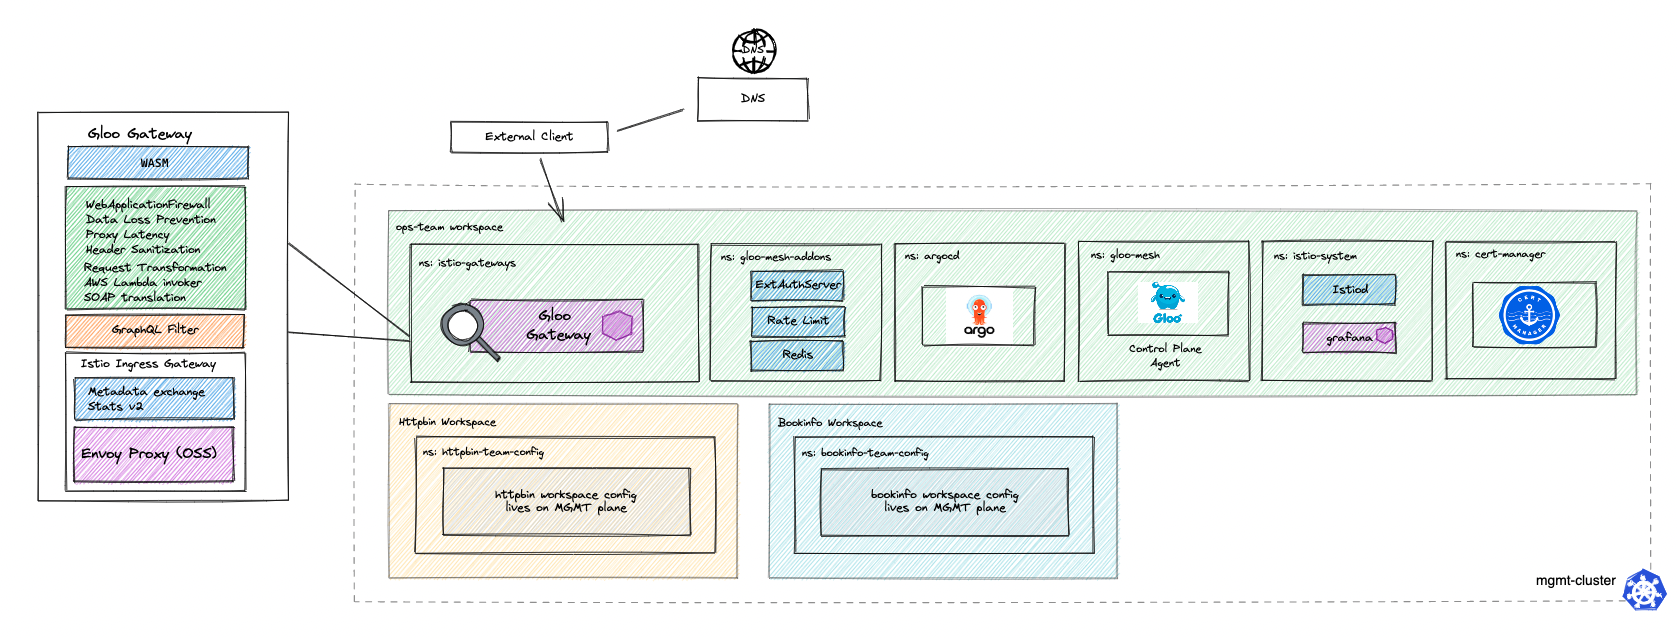 DNS
DNS
External Client
Gloo Gateway
WASM
WebApplicationFirewall
Data Loss Prevention
Proxy Latency
Header Sanitization
Request Transformation
AWS Lambda invoker
SOAP translation
GraphQL Filter
Istio Ingress Gateway
Metadata exchange
Stats v2
Envoy Proxy (OSS)
ops-team workspace
ns: istio-gateways
Gloo
Gateway
ns: gloo-mesh-addons
ExtAuthServer
Rate Limit
Redis
ns: argocd
argo
ns: gloo-mesh
Gloo
Control Plane
Agent
ns: istio-system
Istiod
grafana
ns: cert-manager
CERT
MANAGER
Httpbin Workspace
ns: httpbin-team-config
httpbin workspace config
lives on MGMT plane
Bookinfo Workspace
ns: bookinfo-team-config
bookinfo workspace config
lives on MGMT plane
mgmt-cluster